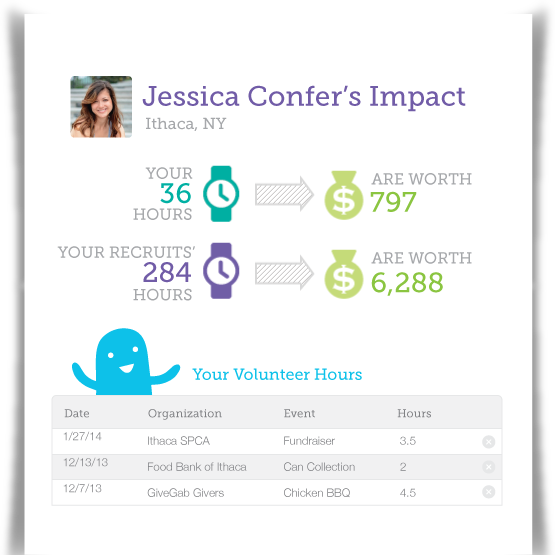 Jessica Confer's Impact
Ithaca, NY
YOUR
36
HOURS
$
ARE WORTH
797
YOUR RECRUITS'
284
HOURS
$
ARE WORTH
6,288
Your Volunteer Hours
Date Organization Event Hours
1/27/14 Ithaca SPCA Fundraiser 3.5
12/13/13 Food Bank of Ithaca Can Collection 2
12/7/13 GiveGab Givers Chicken BBQ 4.5